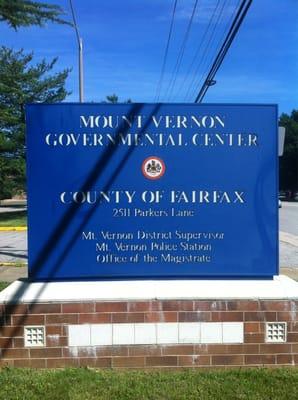 MOUNT VERNON
GOVERNMENTAL CENTER
COUNTY OF FAIRFAX
2511 Parkers Lane
Mt. Vernon District Supervisor
Mt. Vernon Police Station
Office of the Magistrate